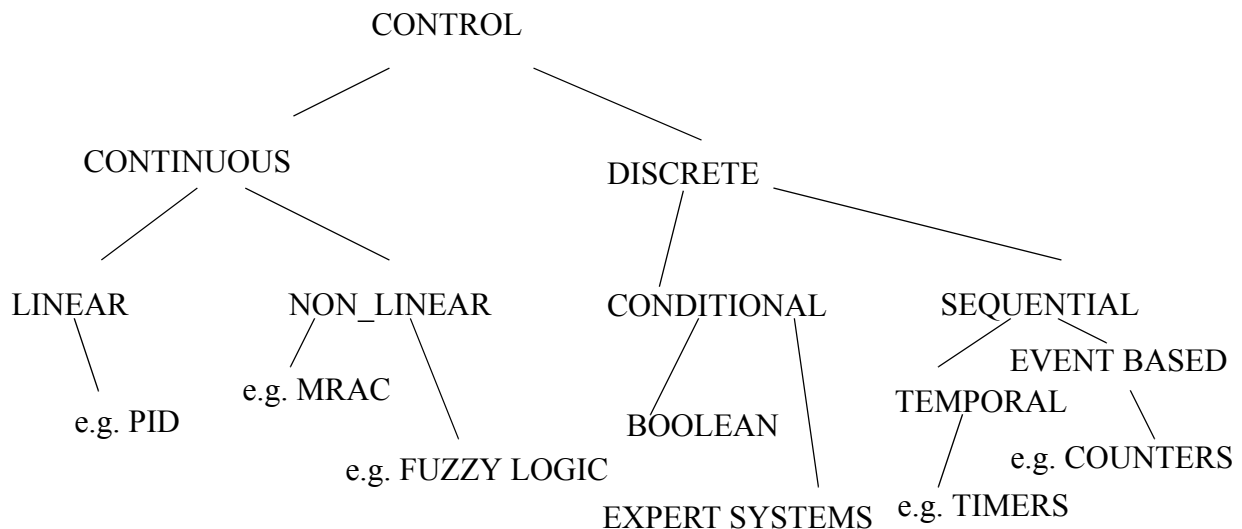 CONTROL
CONTINUOUS
DISCRETE
LINEAR
NON_LINEAR
CONDITIONAL
SEQUENTIAL
EVENT BASED
e.g. MRAC
TEMPORAL
e.g. PID
BOOLEAN
e.g. FUZZY LOGIC
e.g. COUNTERS
e.g. TIMERS
EXPERT SYSTEMS